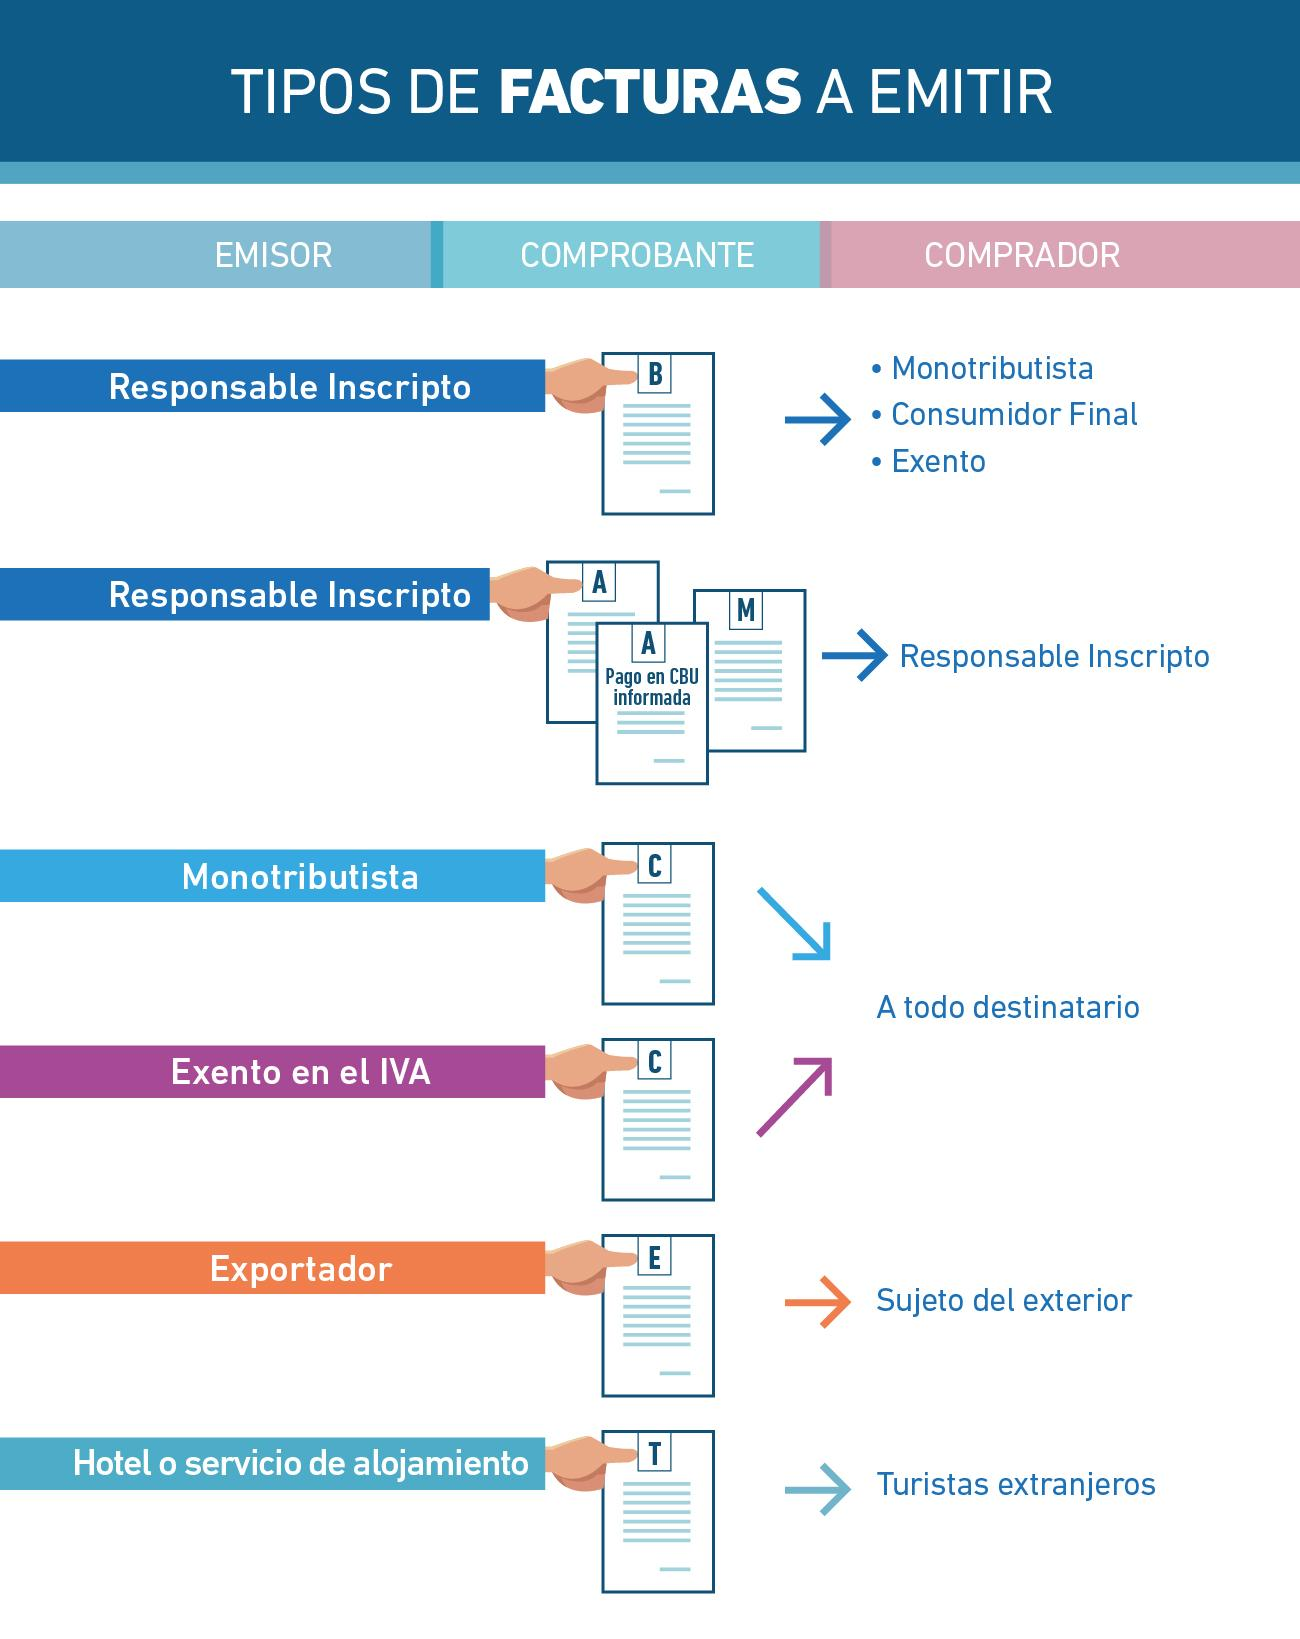 TIPOS DE FACTURAS A EMITIR
EMISOR
COMPROBANTE
COMPRADOR
Responsable Inscripto
B
• Monotributista
• Consumidor Final
• Exento
Responsable Inscripto
A
A
Pago en CBU
informada
M
Responsable Inscripto
Monotributista
C
A todo destinatario
Exento en el IVA
C
Exportador
E
Sujeto del exterior
Hotel o servicio de alojamiento
T
Turistas extranjeros